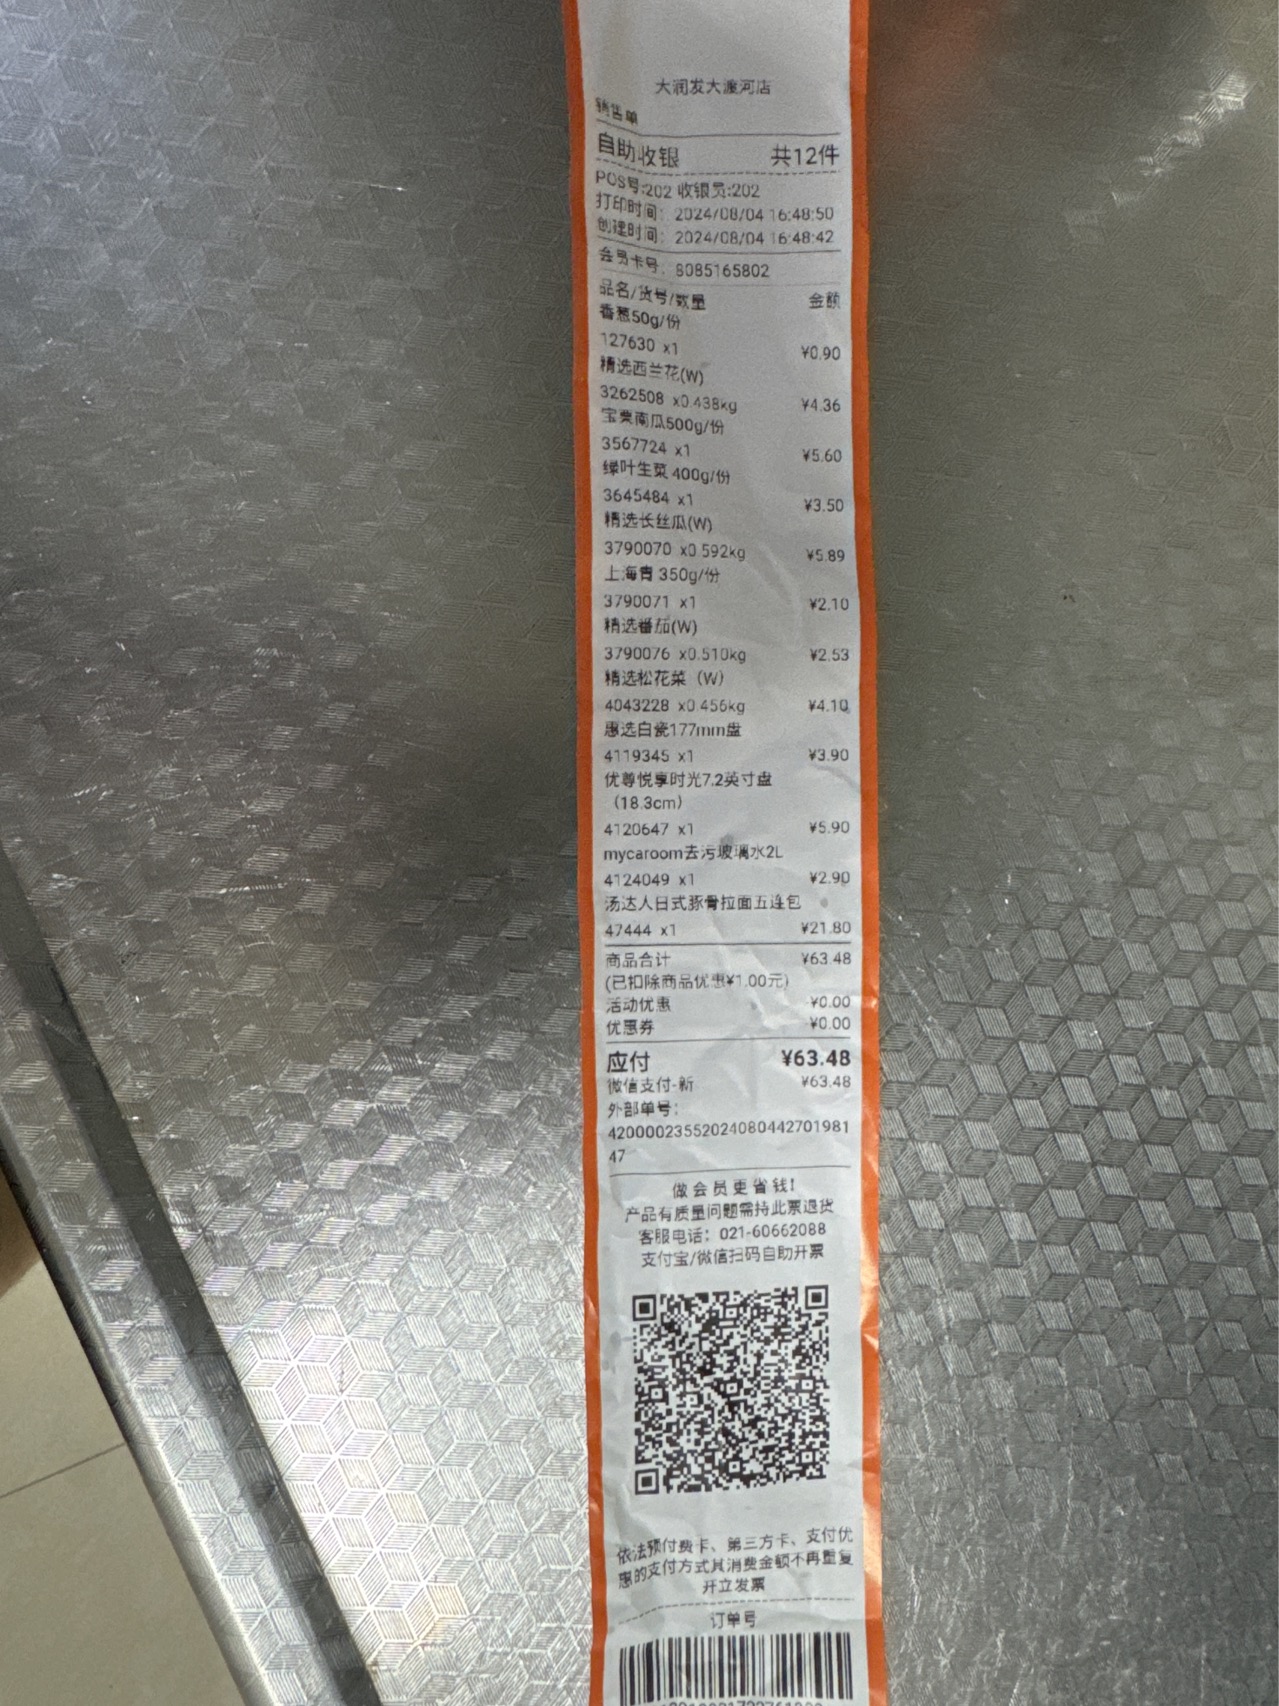 大润发大渡河店
销售单
自助收银 共12件
POS号:202 收银员:202
打印时间: 2024/08/04 16:48:50
创建时间: 2024/08/04 16:48:42
会员卡号: 8085165802
品名/货号/数量 金额
香葱50g/份
127630 x1 ¥0.90
精选西兰花(W)
3262508 x0.438kg ¥4.36
宝栗南瓜500g/份
3567724 x1 ¥5.60
绿叶生菜 400g/份
3645484 x1 ¥3.50
精选长丝瓜(W)
3790070 x0.592kg ¥5.89
上海青 350g/份
3790071 x1 ¥2.10
精选番茄(W)
3790076 x0.510kg ¥2.53
精选松花菜（W）
4043228 x0.456kg ¥4.10
惠选白瓷177mm盘
4119345 x1 ¥3.90
优尊悦享时光7.2英寸盘
（18.3cm）
4120647 x1 ¥5.90
mycaroom去污玻璃水2L
4124049 x1 ¥2.90
汤达人日式豚骨拉面五连包
47444 x1 ¥21.80
商品合计 ¥63.48
(已扣除商品优惠¥1.00元)
活动优惠 -¥0.00
优惠券 ¥0.00
应付 ¥63.48
微信支付-新 ¥63.48
外部单号:
42000023552024080442701981
47
做会员更省钱!
产品有质量问题需持此票退货
客服电话: 021-60662088
支付宝/微信扫码自助开票
依法预付费卡、第三方卡、支付优
惠的支付方式其消费金额不再重复
开立发票
订单号